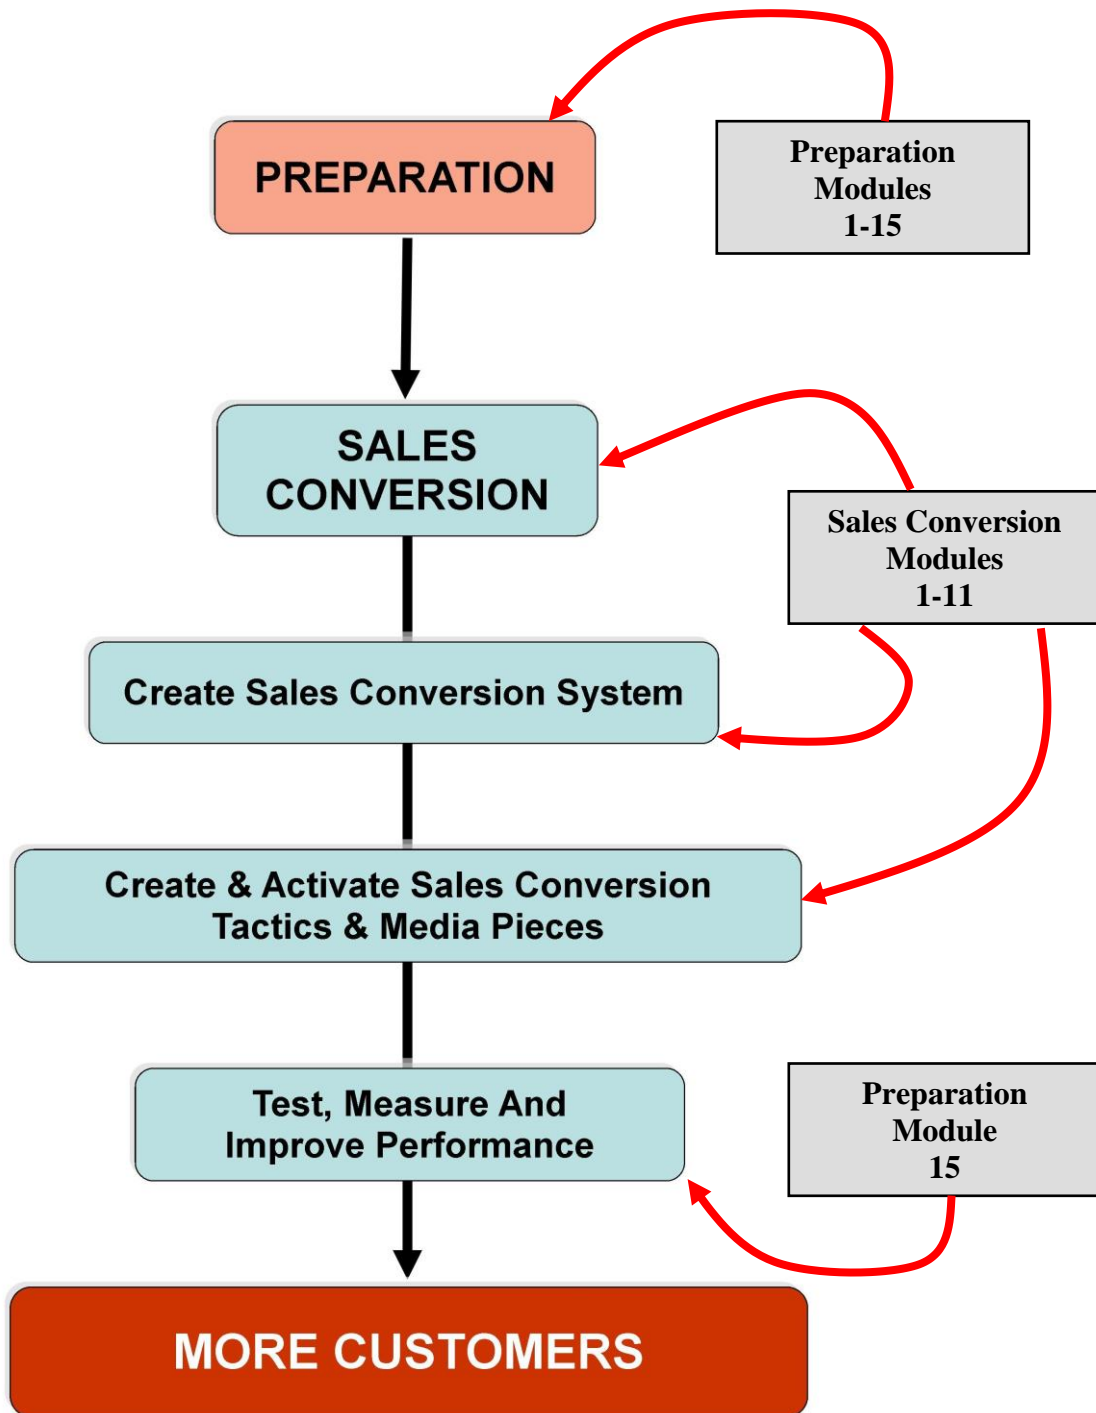 PREPARATION
Preparation
Modules
1-15
SALES
CONVERSION
Sales Conversion
Modules
1-11
Create Sales Conversion System
Create & Activate Sales Conversion
Tactics & Media Pieces
Test, Measure And
Improve Performance
Preparation
Module
15
MORE CUSTOMERS